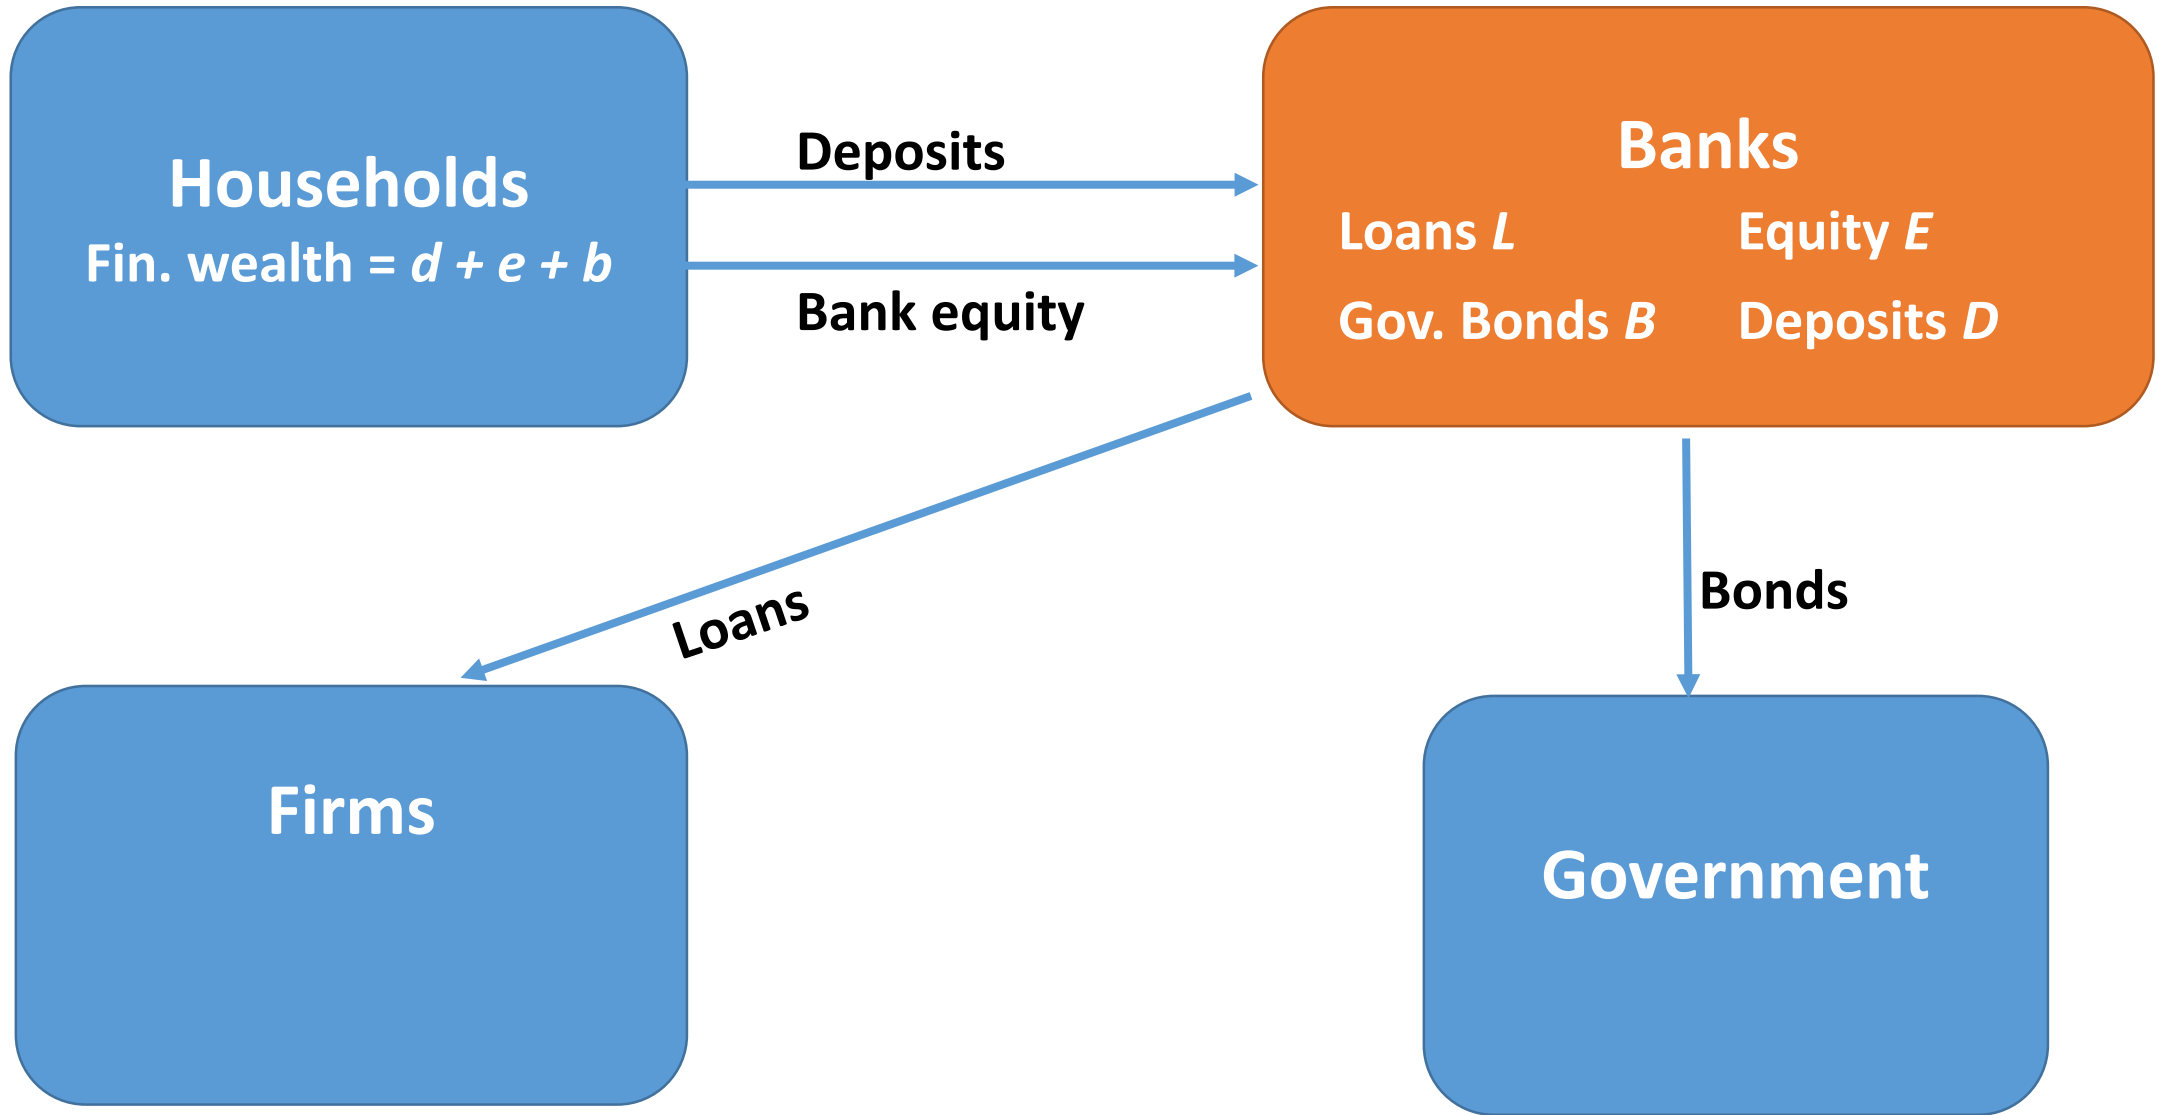 Households
Fin. wealth = d + e + b
Deposits
Bank equity
Banks
Loans L Equity E
Gov. Bonds B Deposits D
Loans
Bonds
Firms
Government